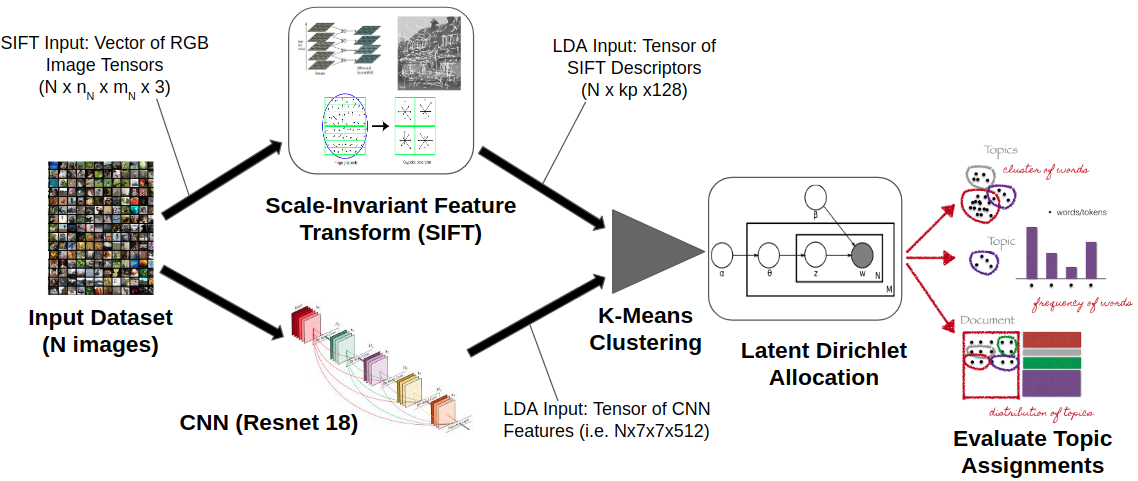 SIFT Input: Vector of RGB
Image Tensors
(N x nN x mN x 3)
LDA Input: Tensor of
SIFT Descriptors
(N x kp x128)
Scale-Invariant Feature
Transform (SIFT)
Input Dataset
(N images)
CNN (Resnet 18)
LDA Input: Tensor of CNN
Features (i.e. Nx7x7x512)
K-Means
Clustering
β
α
θ
z
w
N
M
Latent Dirichlet
Allocation
Topics
cluster of words
• words/tokens
Topic
frequency of words
Document
distribution of topics
Evaluate Topic
Assignments